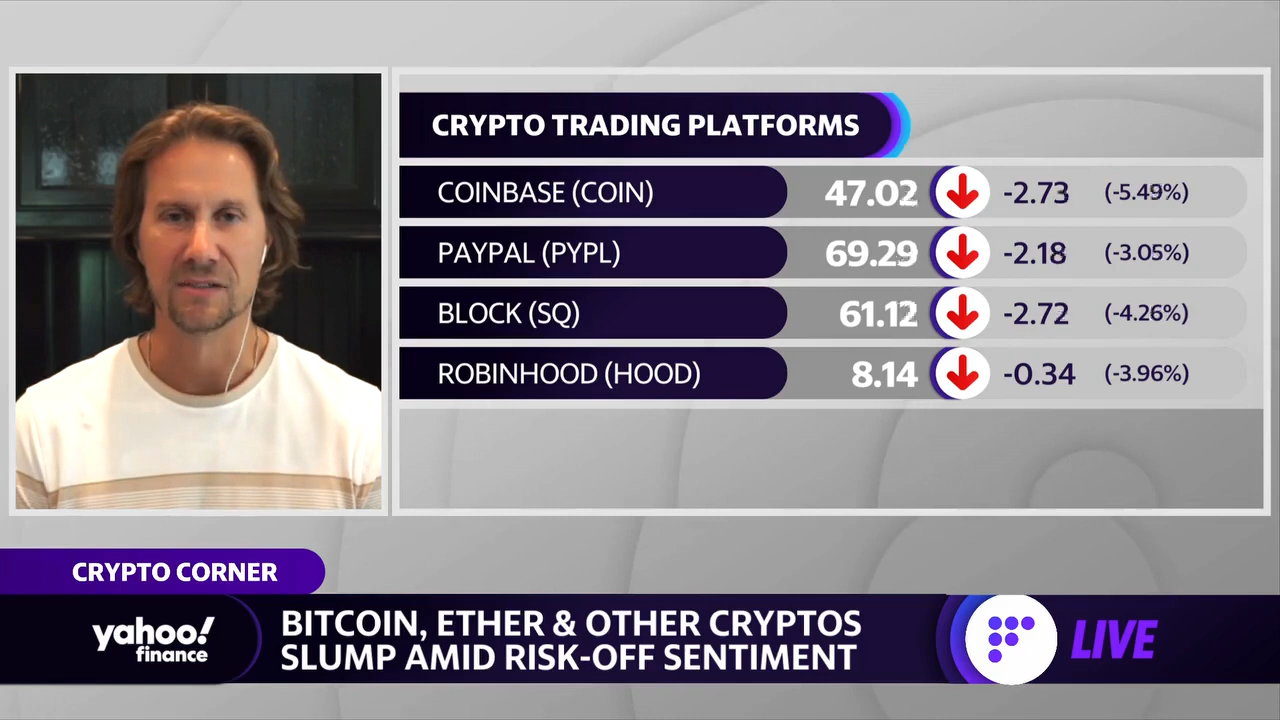 CRYPTO TRADING PLATFORMS
COINBASE (COIN) 47.02 -2.73 (-5.49%)
PAYPAL (PYPL) 69.29 -2.18 (-3.05%)
BLOCK (SQ) 61.12 -2.72 (-4.26%)
ROBINHOOD (HOOD) 8.14 -0.34 (-3.96%)
CRYPTO CORNER
yahoo!
finance
BITCOIN, ETHER & OTHER CRYPTOS
SLUMP AMID RISK-OFF SENTIMENT
LIVE